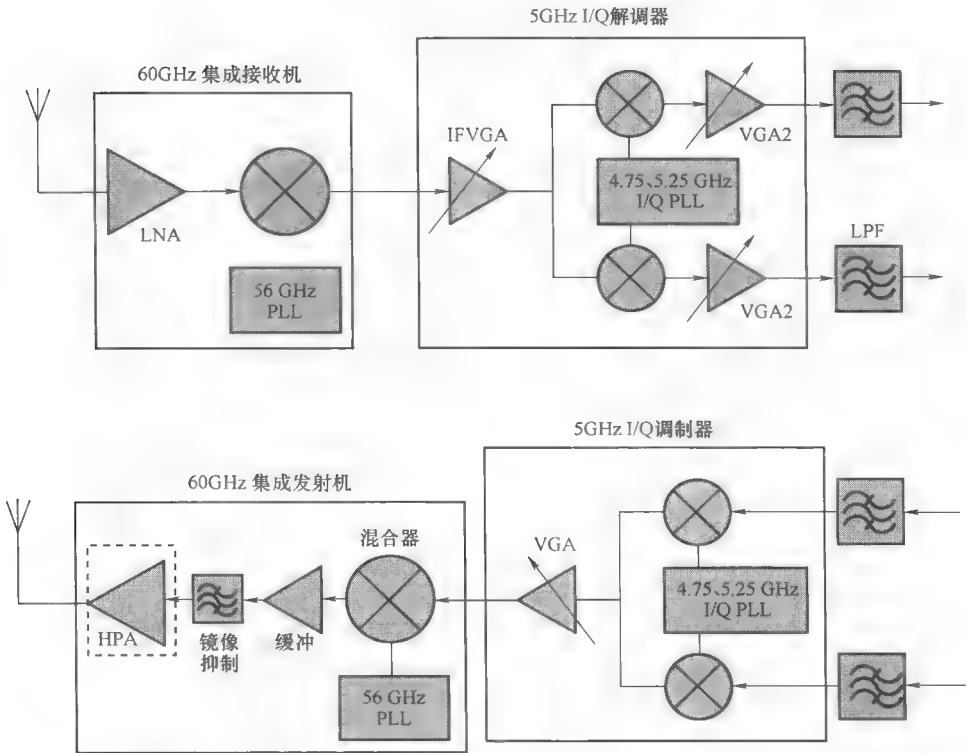 5GHz I/Q解调器
60GHz 集成接收机
IFVGA
VGA2
4.75、5.25 GHz
I/Q PLL
LNA
LPF
56 GHz
PLL
VGA2
5GHz I/Q调制器
60GHz 集成发射机
混合器
VGA
4.75、5.25 GHz
I/Q PLL
HPA
镜像
抑制
缓冲
56 GHz
PLL